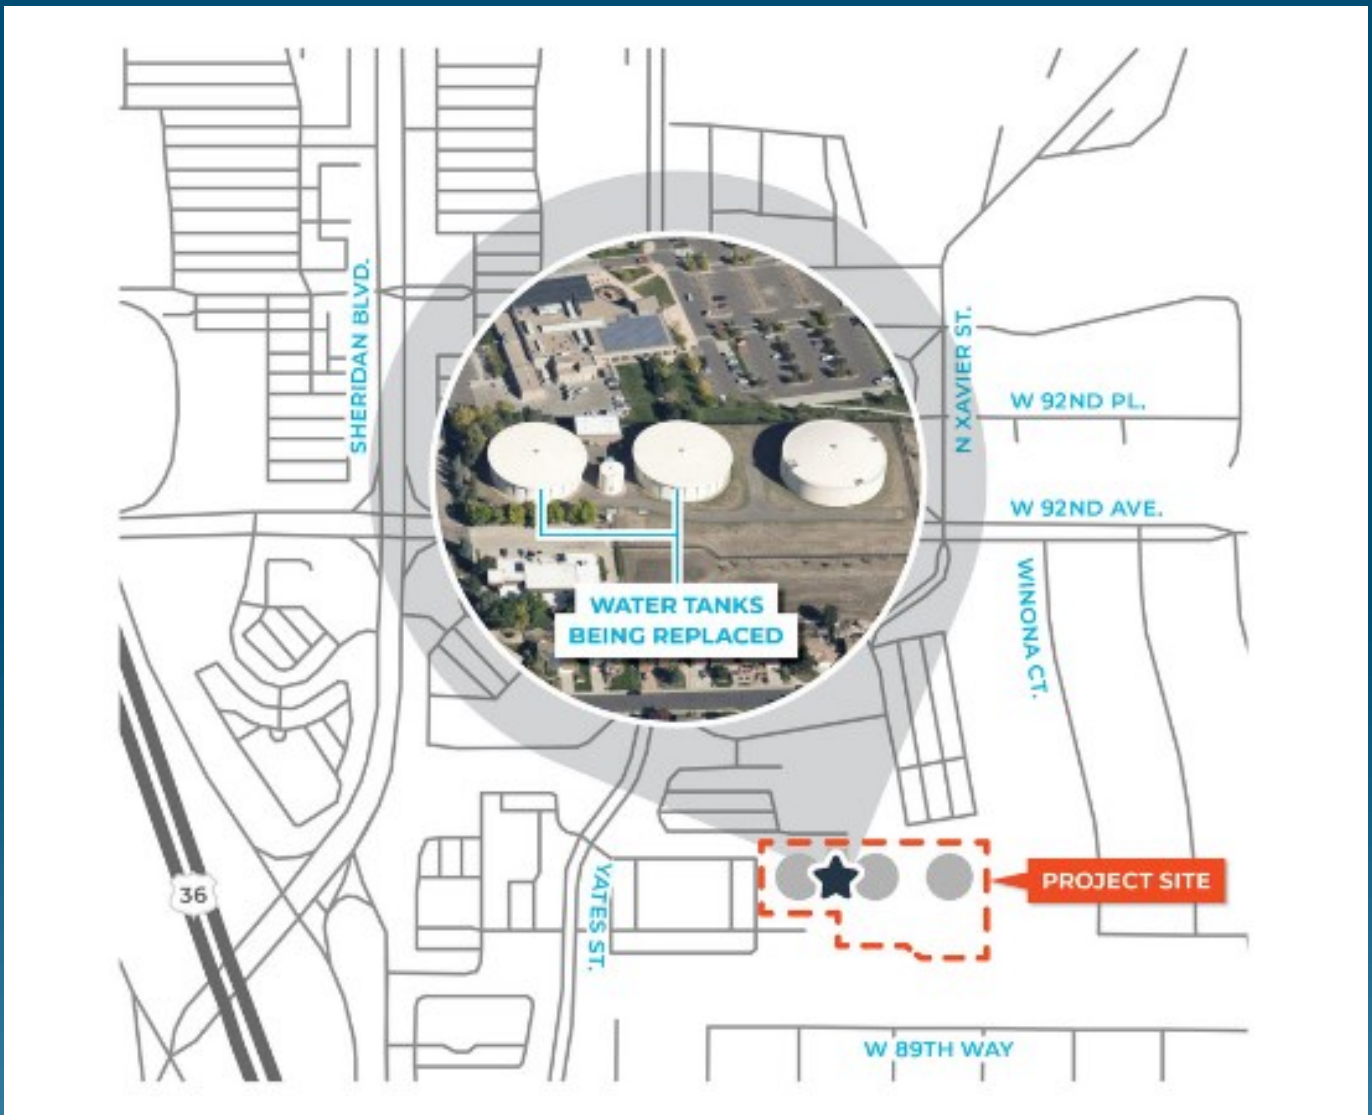 SHERIDAN BLVD.
N XAVIER ST.
W 92ND PL.
W 92ND AVE.
WINONA CT.
WATER TANKS
BEING REPLACED
36
YATES ST.
PROJECT SITE
W 89TH WAY